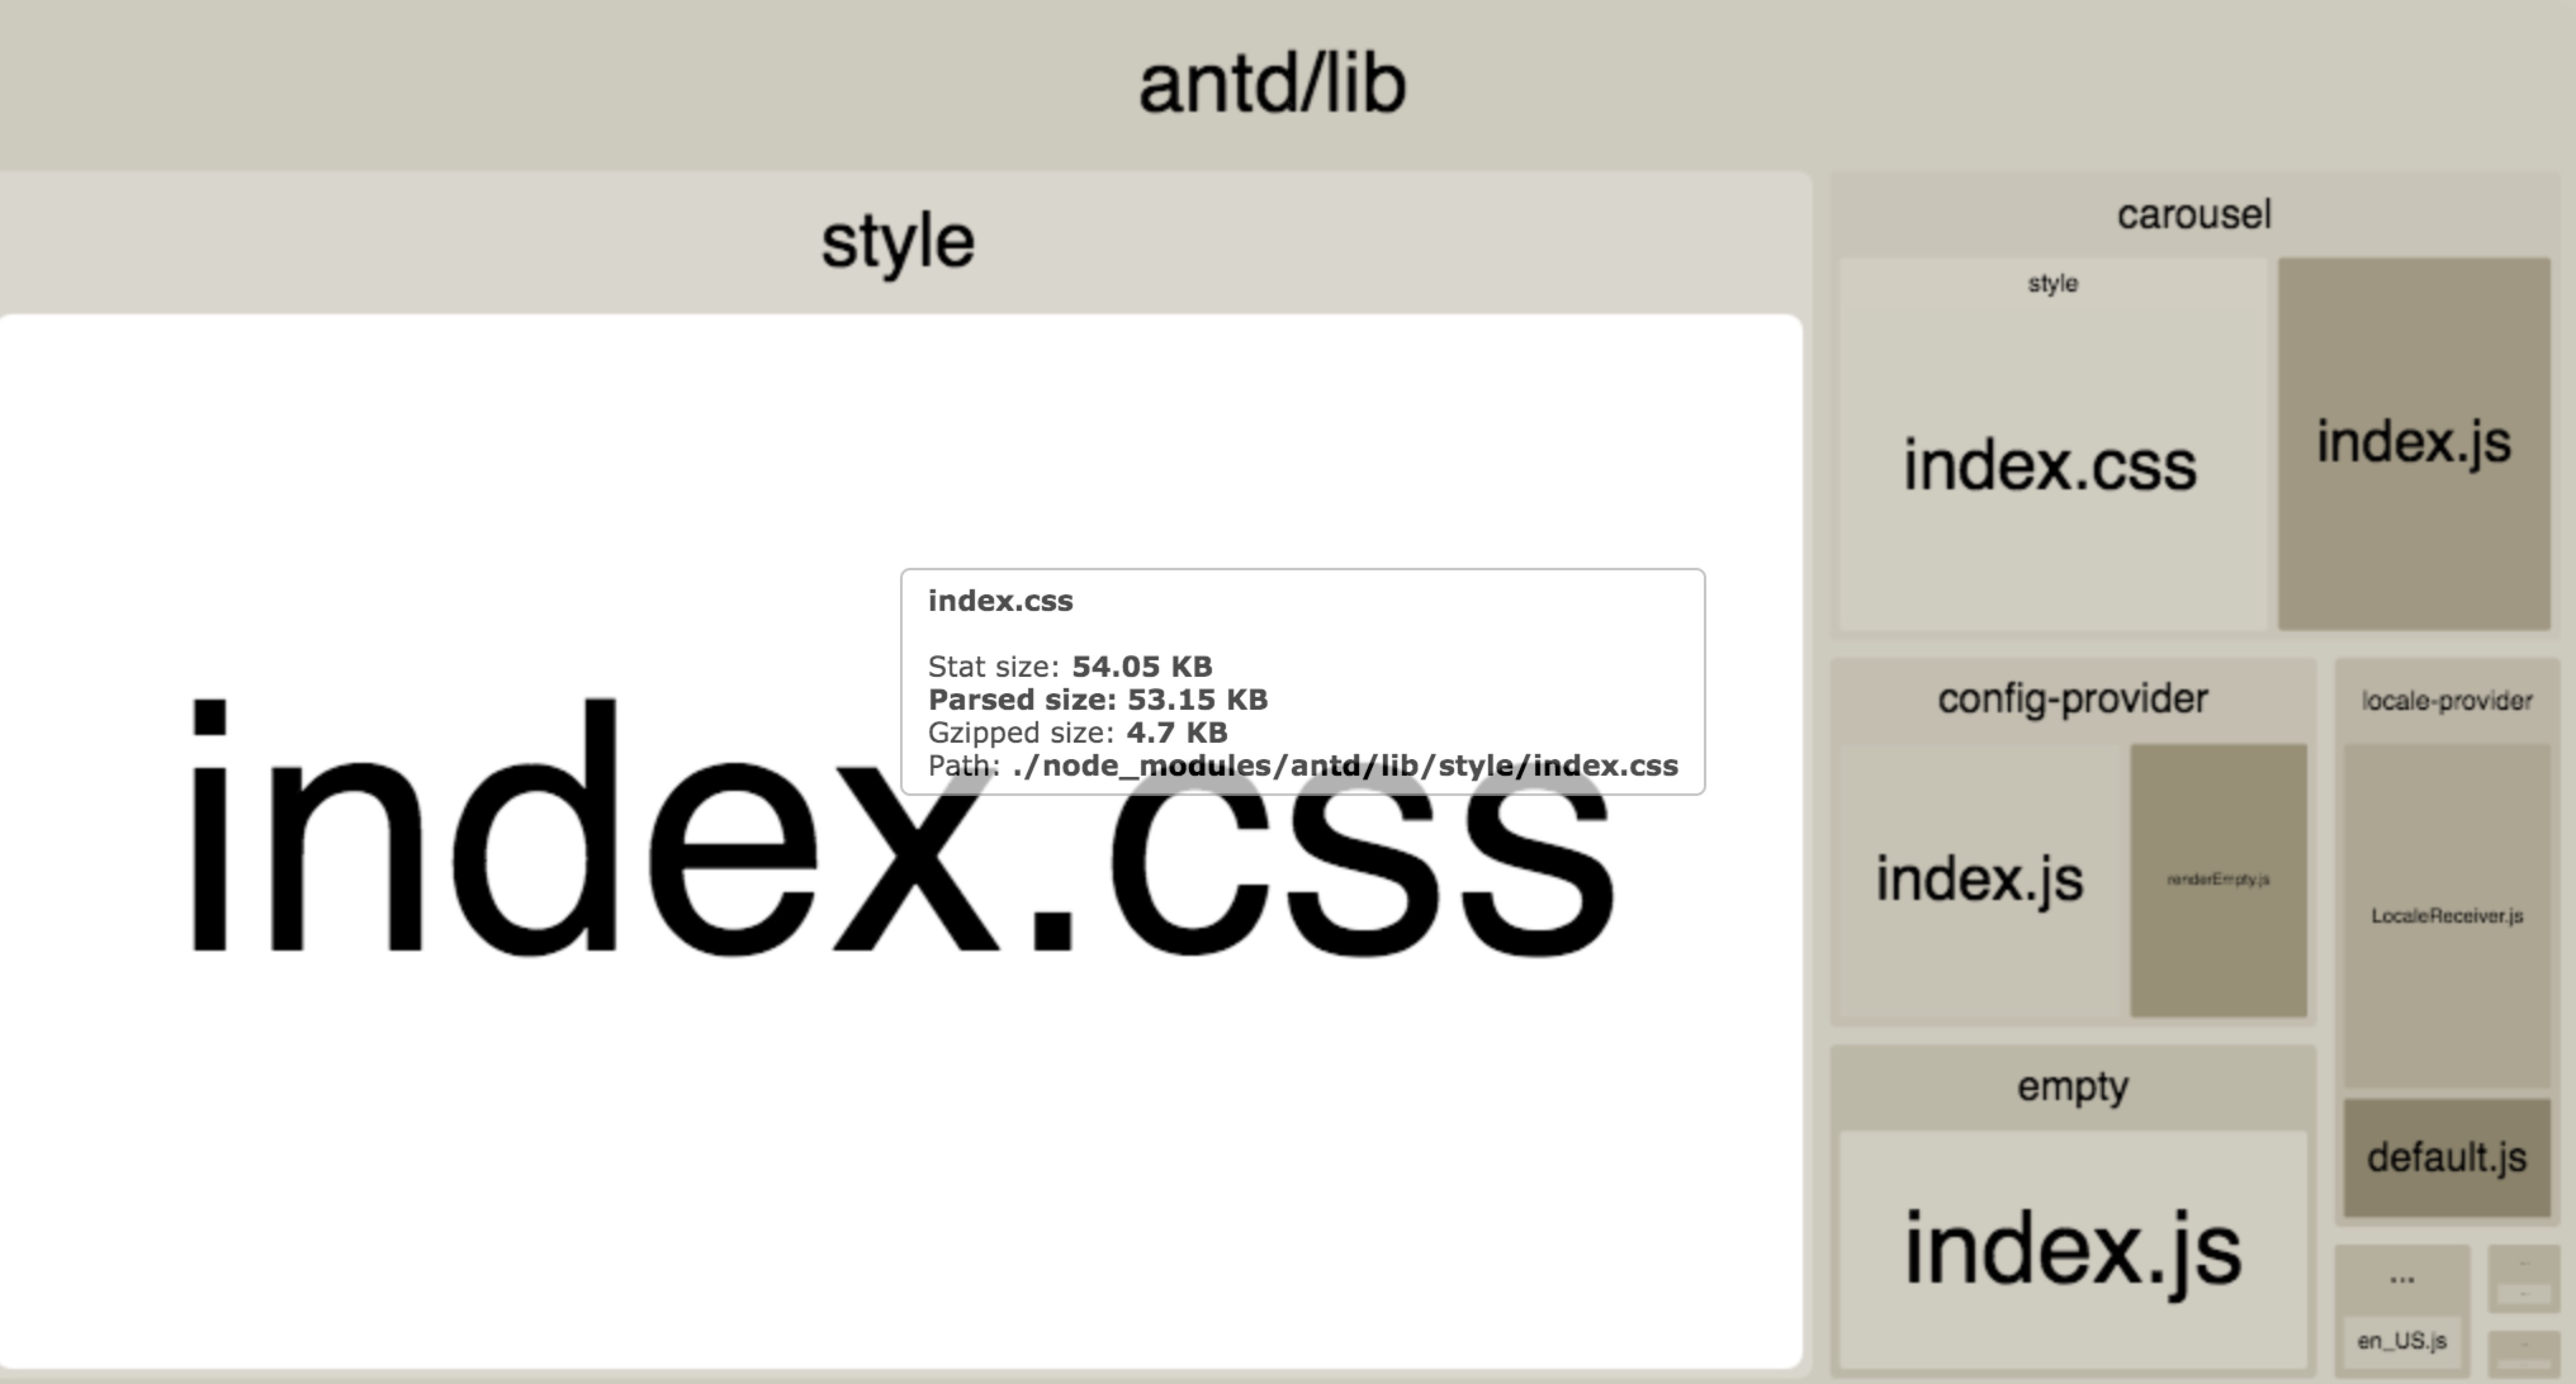 antd/lib
style
index.css
index.css
Stat size: 54.05 KB
Parsed size: 53.15 KB
Gzipped size: 4.7 KB
Path: ./node_modules/antd/lib/style/index.css
carousel
style
index.css
index.js
config-provider
index.js
renderEmpty.js
locale-provider
LocaleReceiver.js
default.js
empty
index.js
...
en_US.js